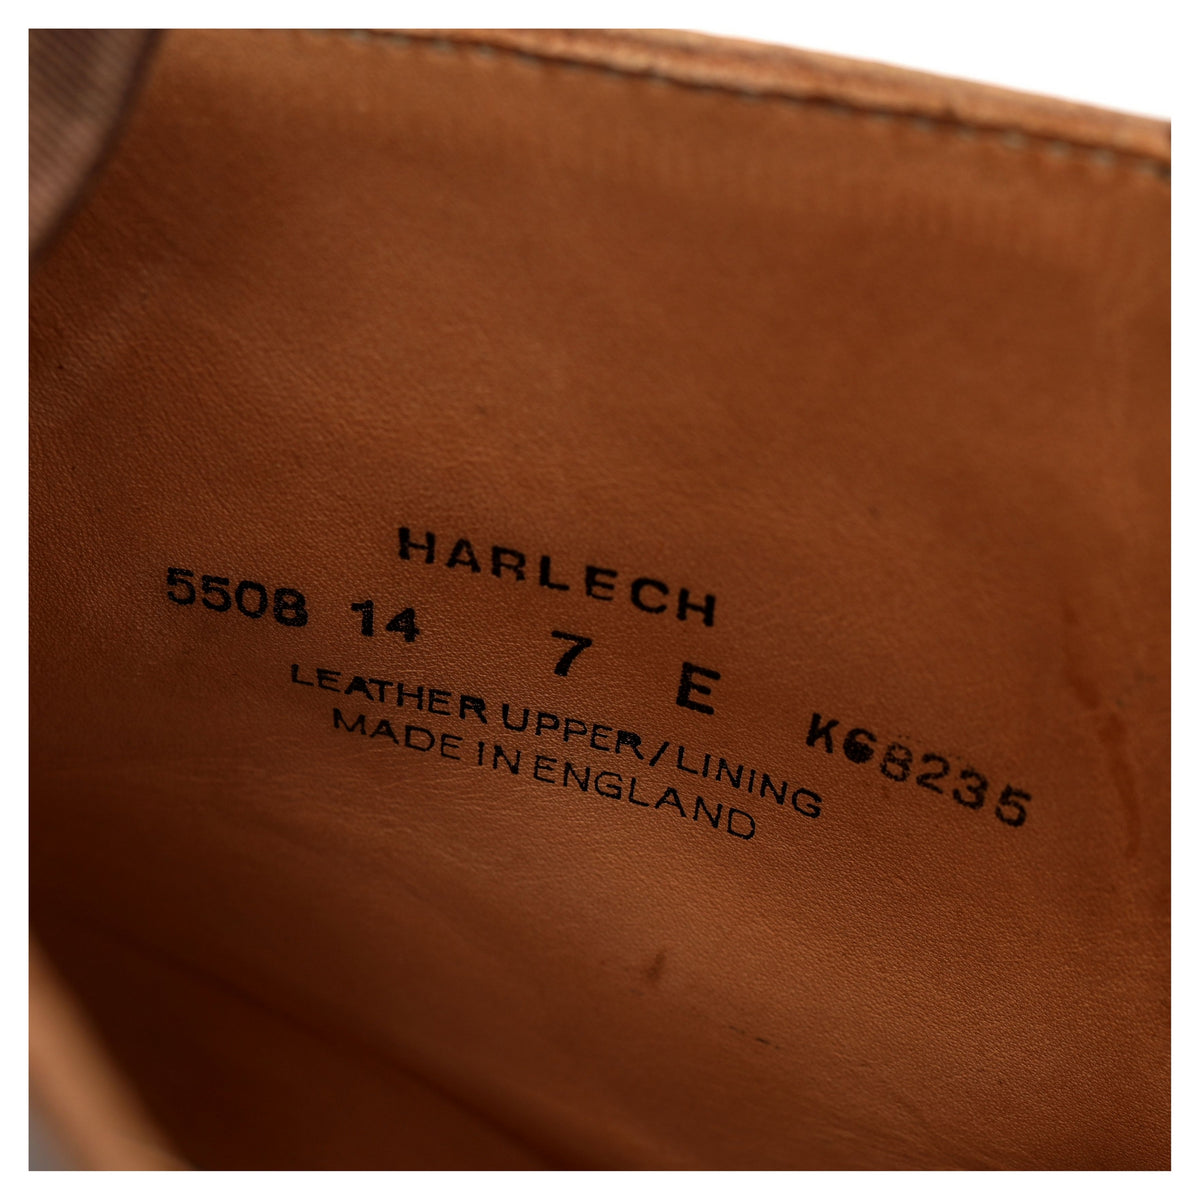 HARLECH
5508 14 7 E K68235
LEATHER UPPER/LINING
MADE IN ENGLAND